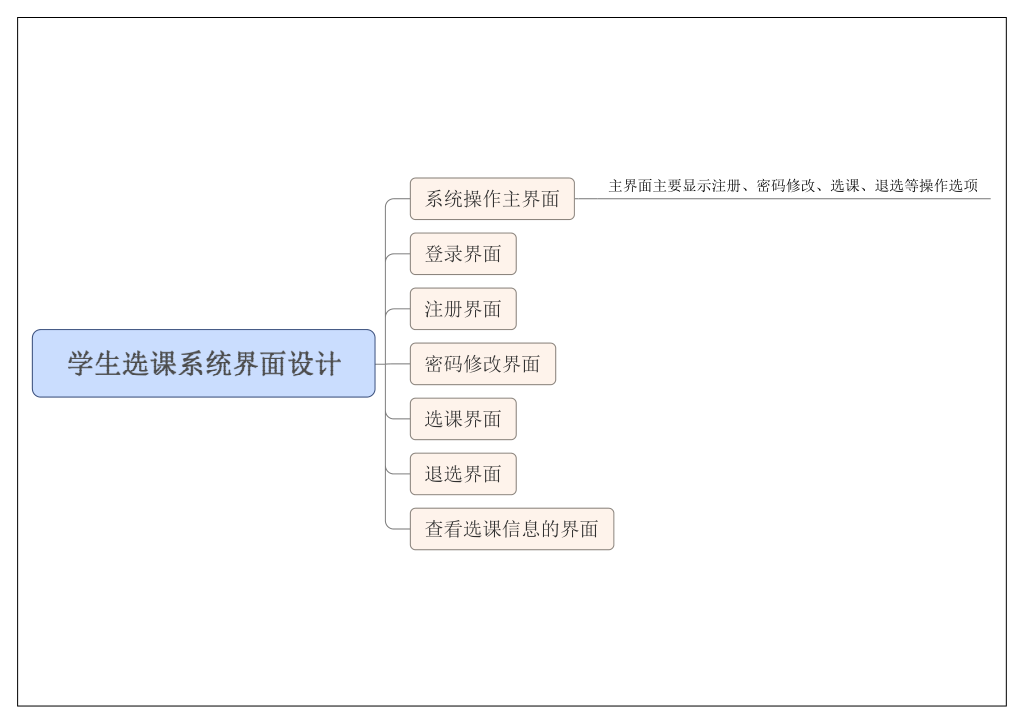 学生选课系统界面设计
系统操作主界面
主界面主要显示注册、密码修改、选课、退选等操作选项
登录界面
注册界面
密码修改界面
选课界面
退选界面
查看选课信息的界面